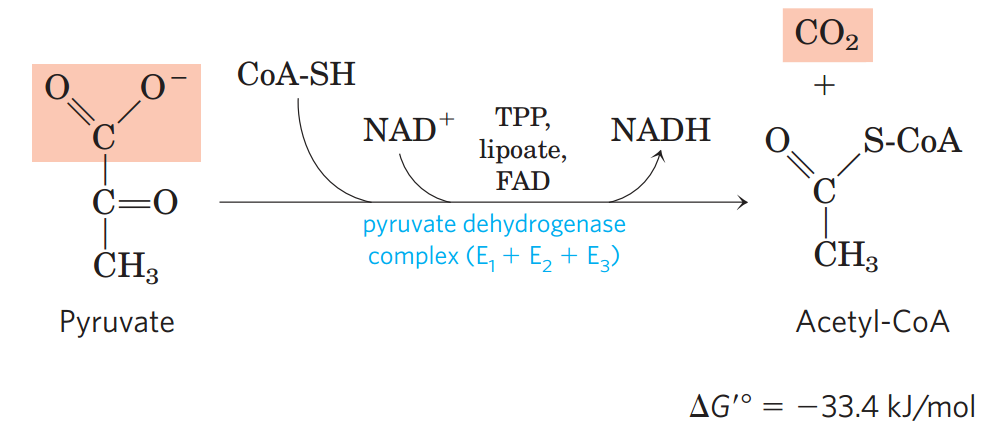 O O⁻
C
C=O
CH₃
Pyruvate
CoA-SH
NAD⁺
TPP,
lipoate,
FAD
NADH
pyruvate dehydrogenase
complex (E₁ + E₂ + E₃)
CO₂
+
O S-CoA
C
CH₃
Acetyl-CoA
ΔG′° = −33.4 kJ/mol